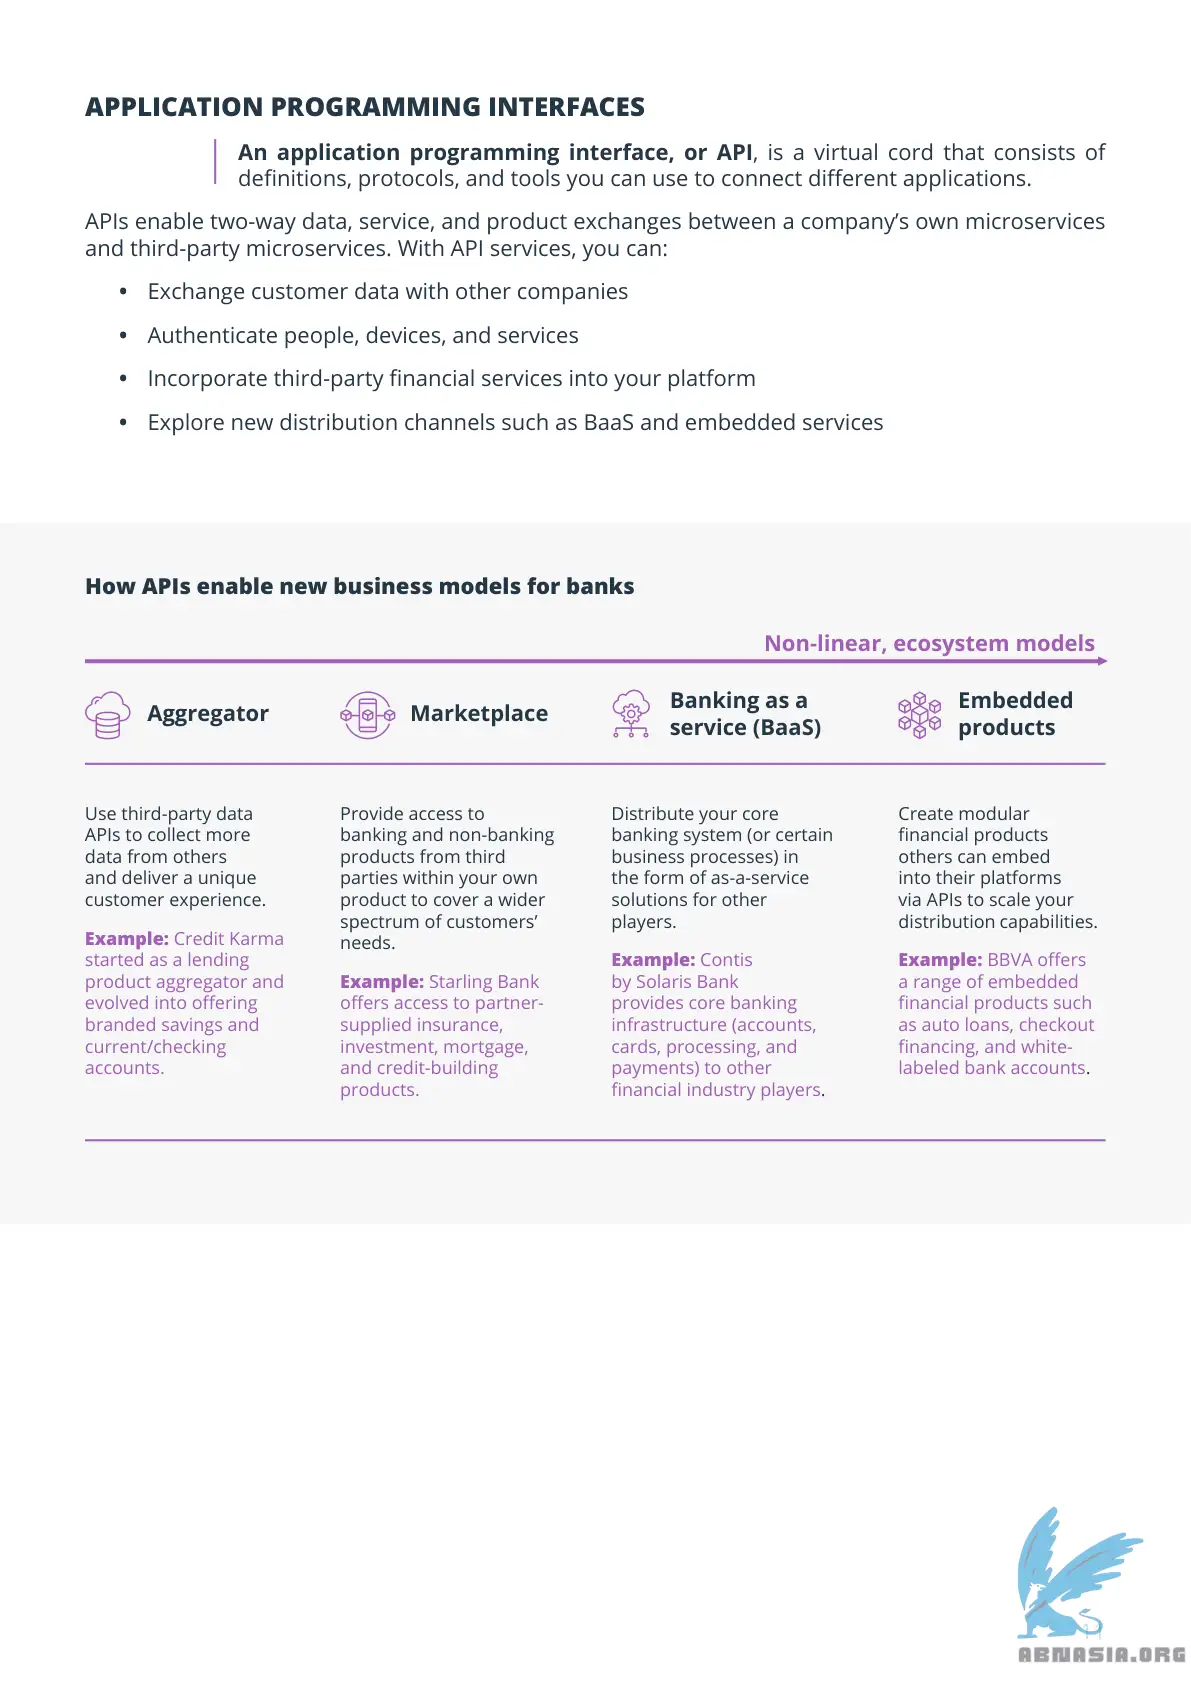 APPLICATION PROGRAMMING INTERFACES
An application programming interface, or API, is a virtual cord that consists of
definitions, protocols, and tools you can use to connect different applications.
APIs enable two-way data, service, and product exchanges between a company's own microservices
and third-party microservices. With API services, you can:
• Exchange customer data with other companies
• Authenticate people, devices, and services
• Incorporate third-party financial services into your platform
• Explore new distribution channels such as BaaS and embedded services
How APIs enable new business models for banks
Non-linear, ecosystem models
Aggregator
Use third-party data
APIs to collect more
data from others
and deliver a unique
customer experience.
Example: Credit Karma
started as a lending
product aggregator and
evolved into offering
branded savings and
current/checking
accounts.
Marketplace
Provide access to
banking and non-banking
products from third
parties within your own
product to cover a wider
spectrum of customers'
needs.
Example: Starling Bank
offers access to partner-
supplied insurance,
investment, mortgage,
and credit-building
products.
Banking as a
service (BaaS)
Distribute your core
banking system (or certain
business processes) in
the form of as-a-service
solutions for other
players.
Example: Contis
by Solaris Bank
provides core banking
infrastructure (accounts,
cards, processing, and
payments) to other
financial industry players.
Embedded
products
Create modular
financial products
others can embed
into their platforms
via APIs to scale your
distribution capabilities.
Example: BBVA offers
a range of embedded
financial products such
as auto loans, checkout
financing, and white-
labeled bank accounts.
ABNASIA.ORG